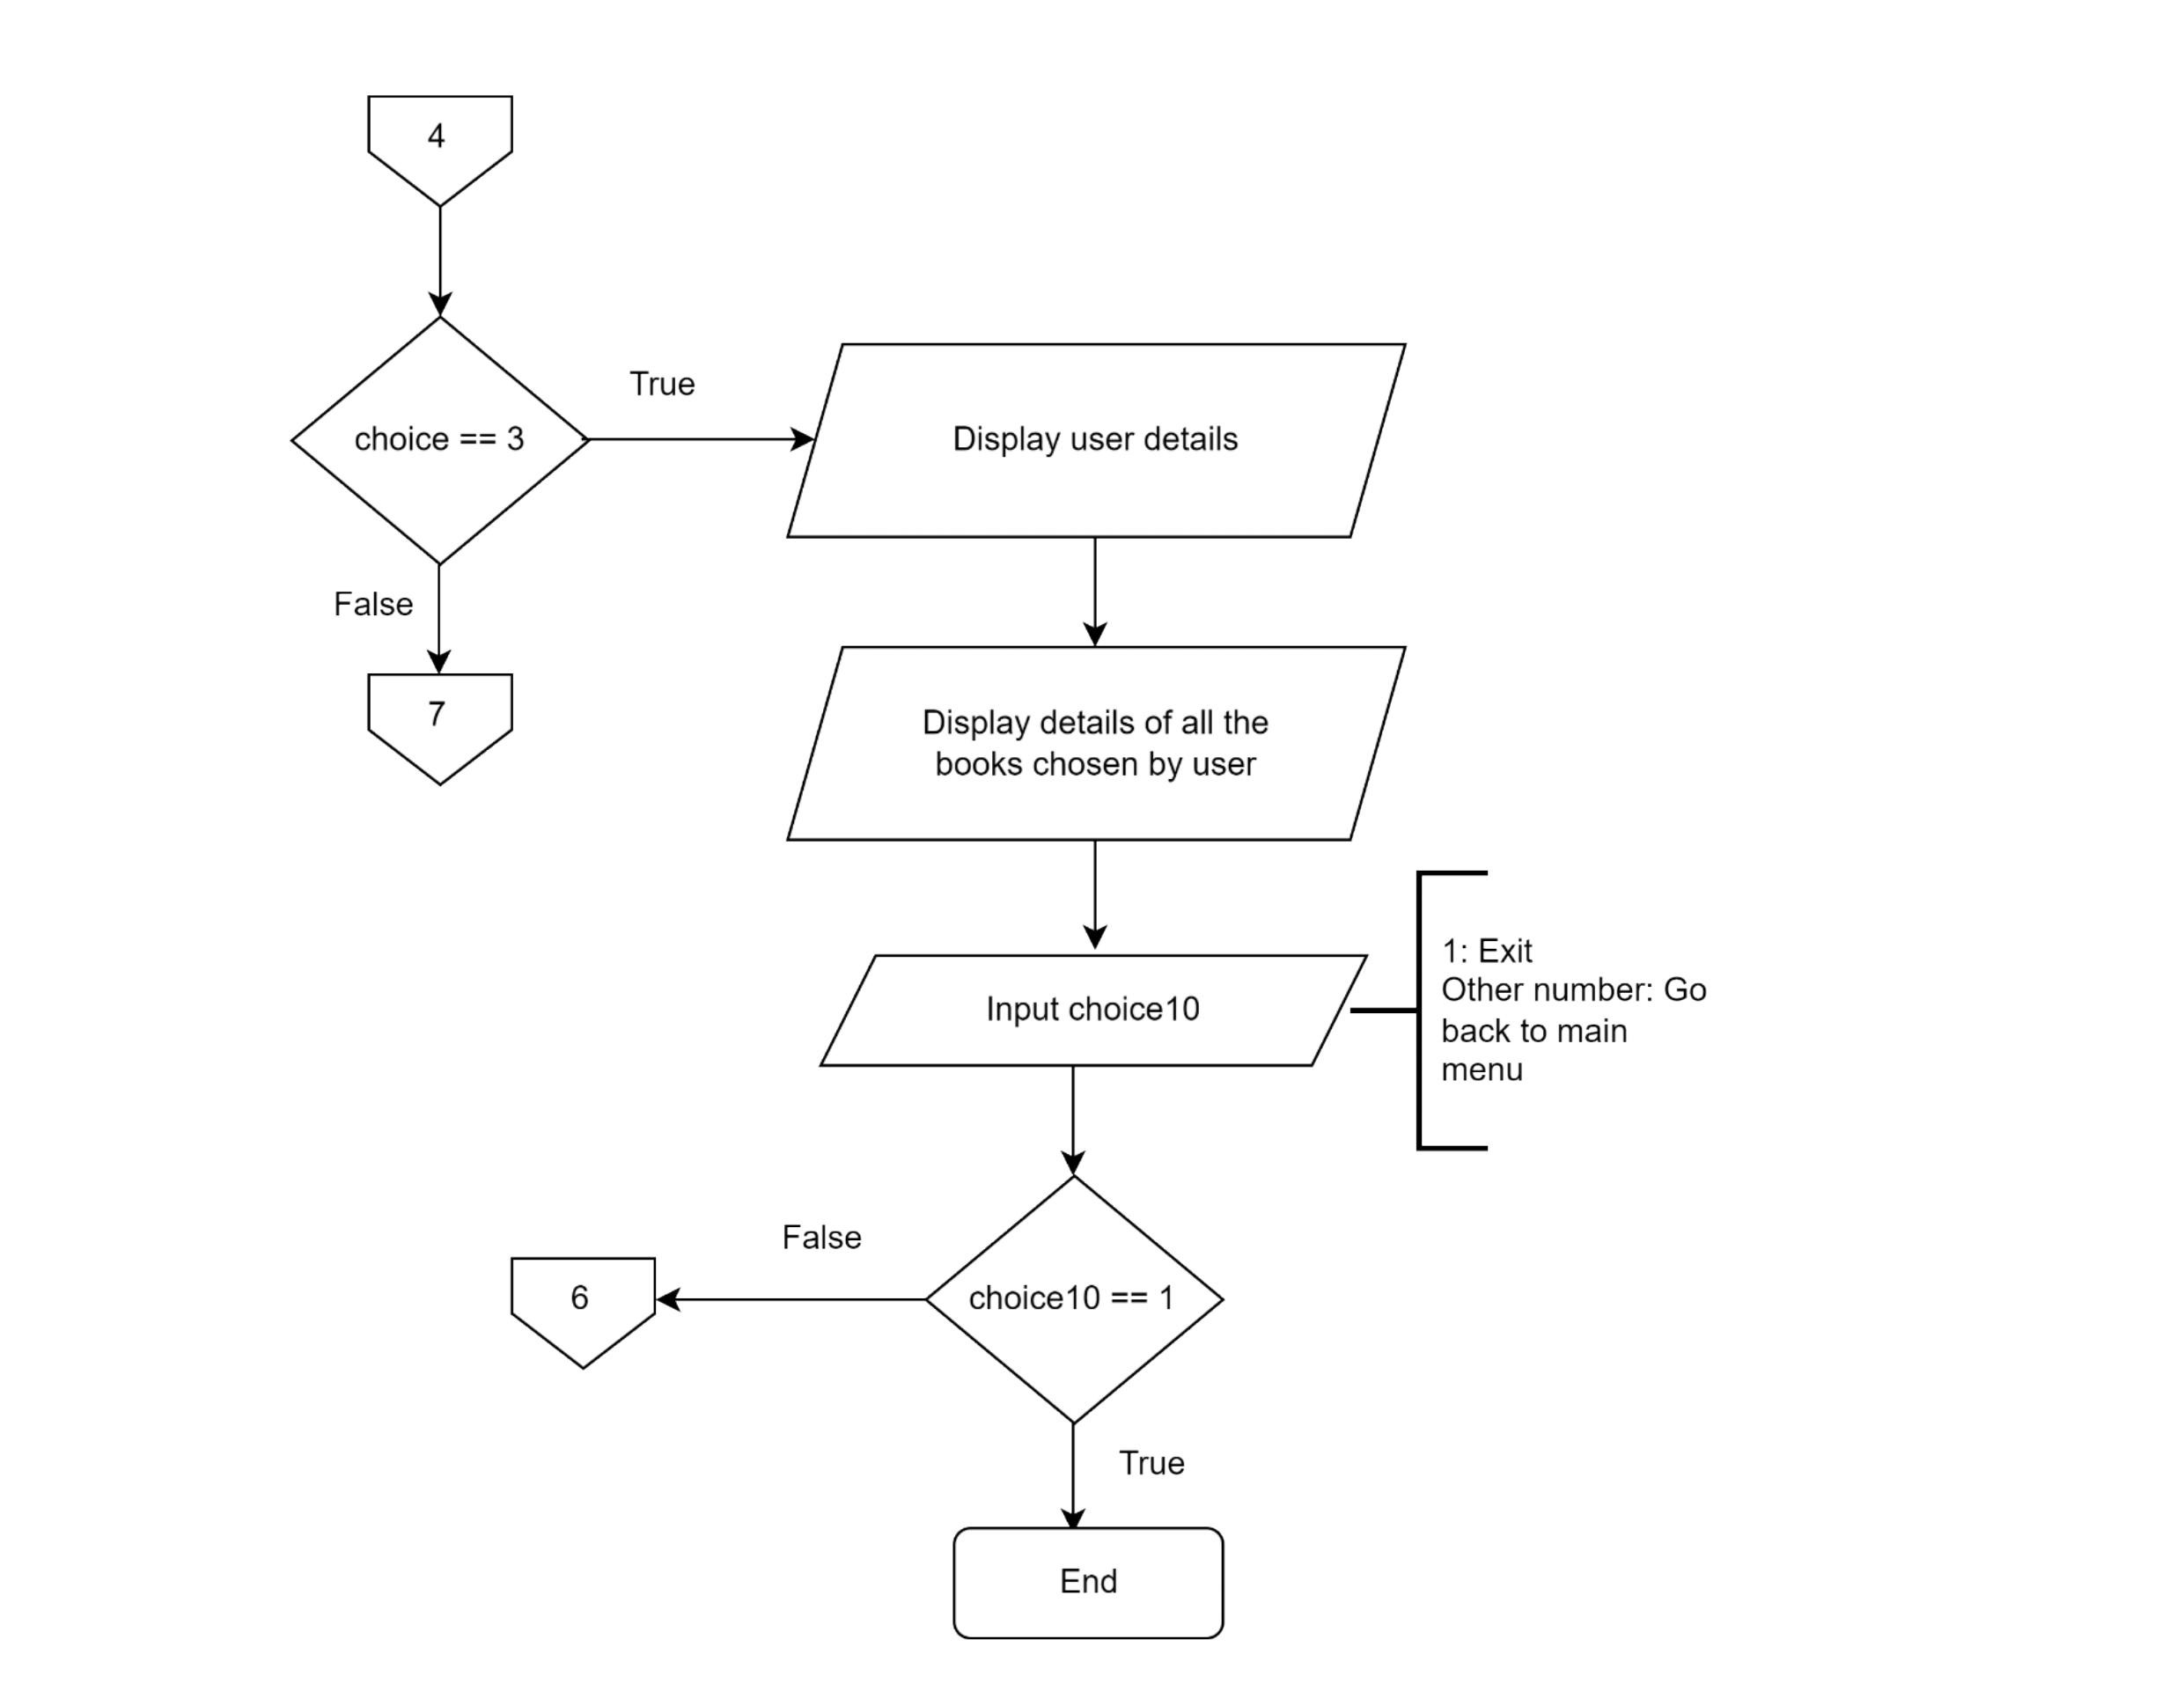 4
choice == 3
True
Display user details
False
7
Display details of all the
books chosen by user
Input choice10
1: Exit
Other number: Go
back to main
menu
False
6
choice10 == 1
True
End